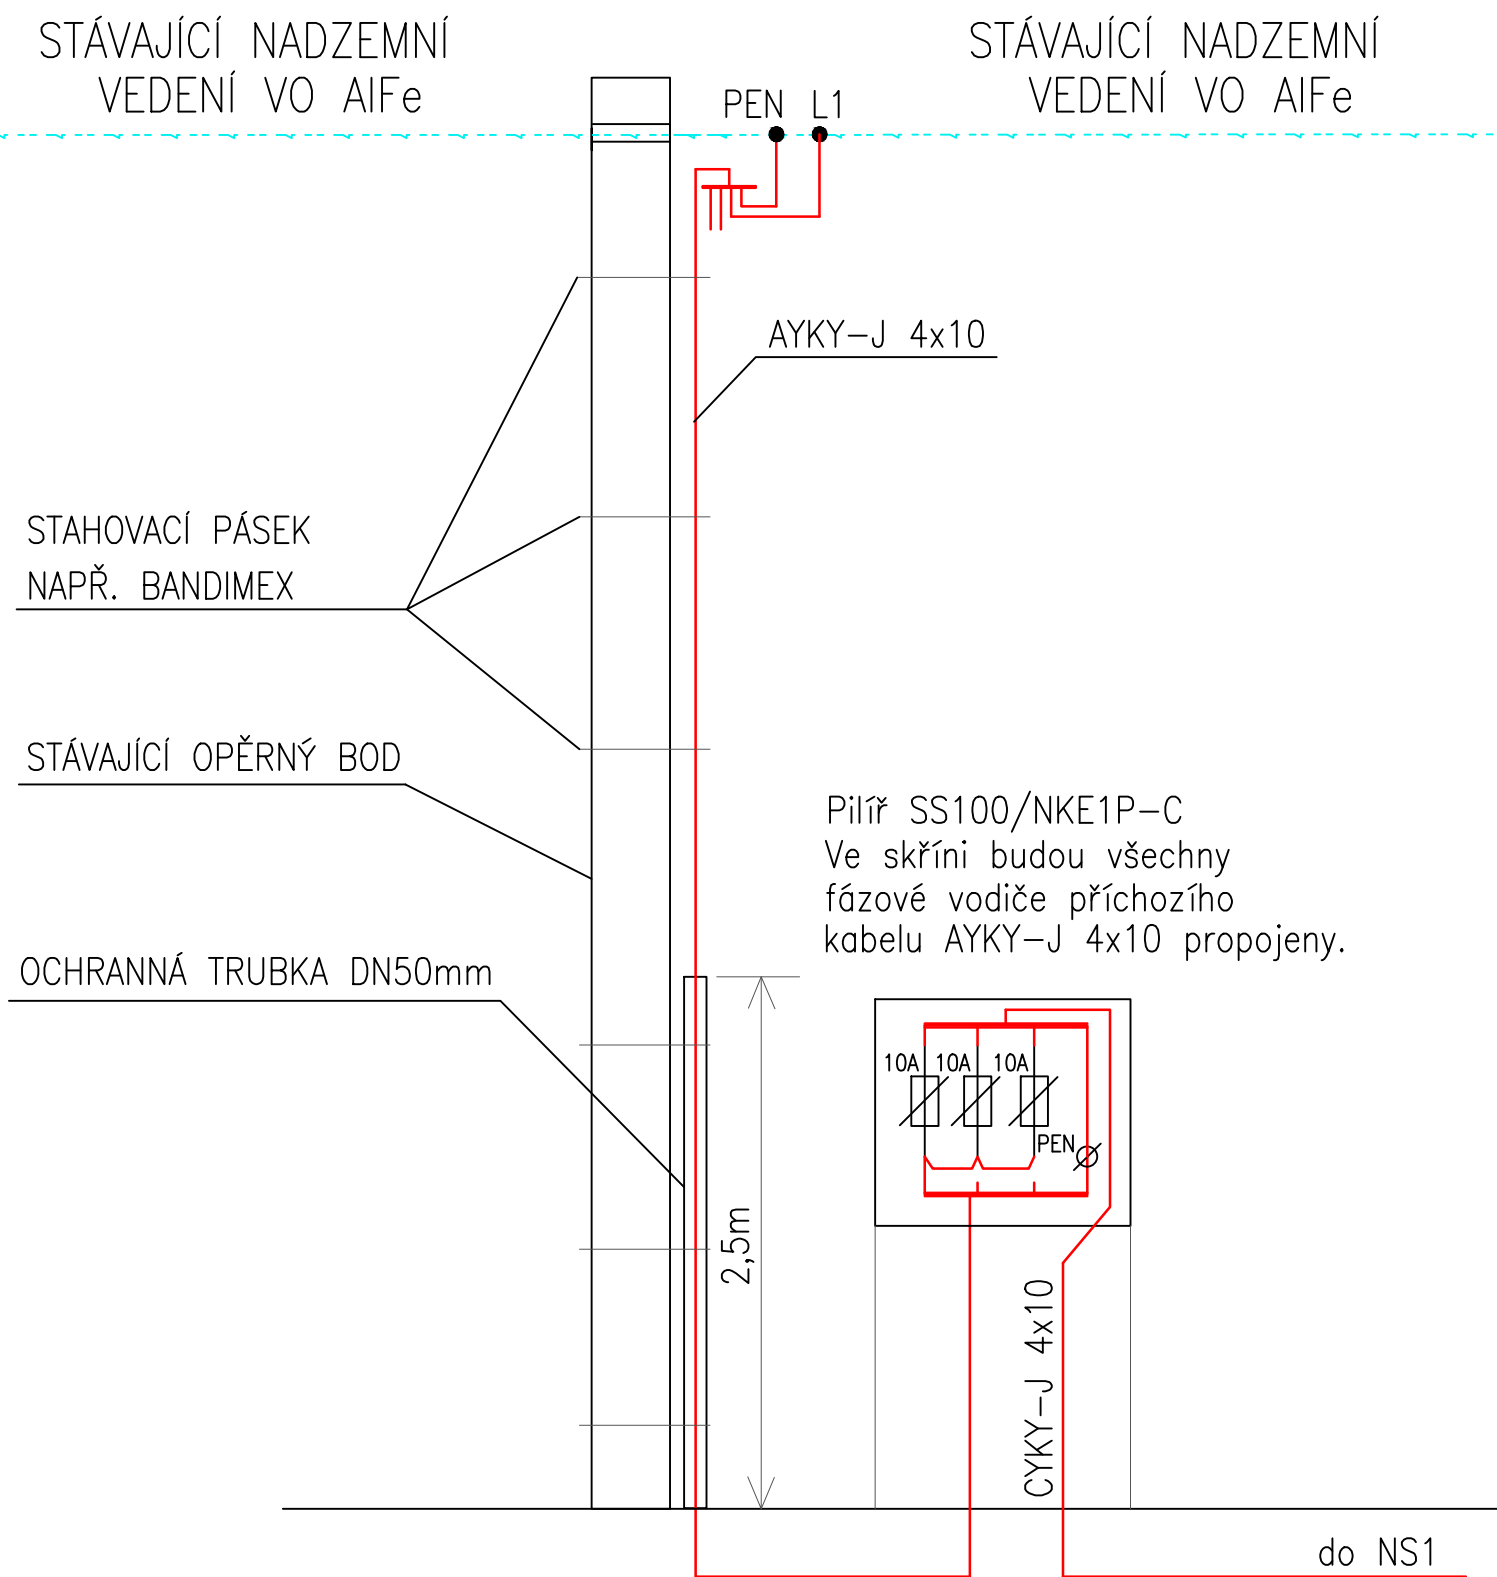 STÁVAJÍCÍ NADZEMNÍ
VEDENÍ VO AlFe
STÁVAJÍCÍ NADZEMNÍ
VEDENÍ VO AlFe
PEN L1
AYKY-J 4x10
STAHOVACÍ PÁSEK
NAPŘ. BANDIMEX
STÁVAJÍCÍ OPĚRNÝ BOD
Pilíř SS100/NKE1P-C
Ve skříni budou všechny
fázové vodiče příchozího
kabelu AYKY-J 4x10 propojeny.
OCHRANNÁ TRUBKA DN50mm
10A 10A 10A
PEN
2,5m
CYKY-J 4x10
do NS1